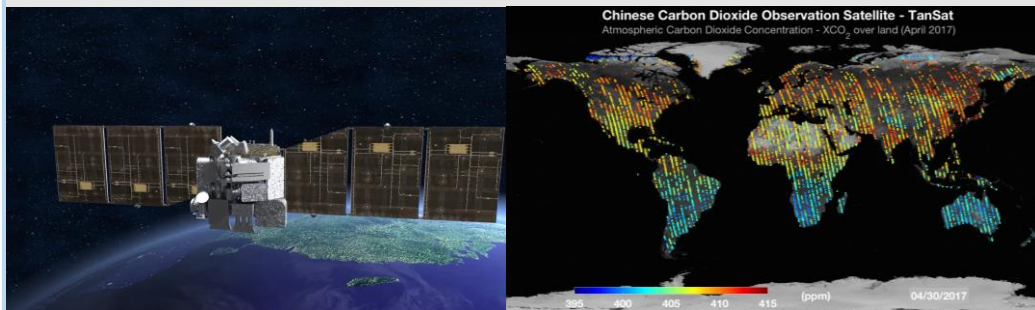 Chinese Carbon Dioxide Observation Satellite - TanSat
Atmospheric Carbon Dioxide Concentration - XCO₂ over land (April 2017)
395 400 405 410 415 (ppm) 04/30/2017